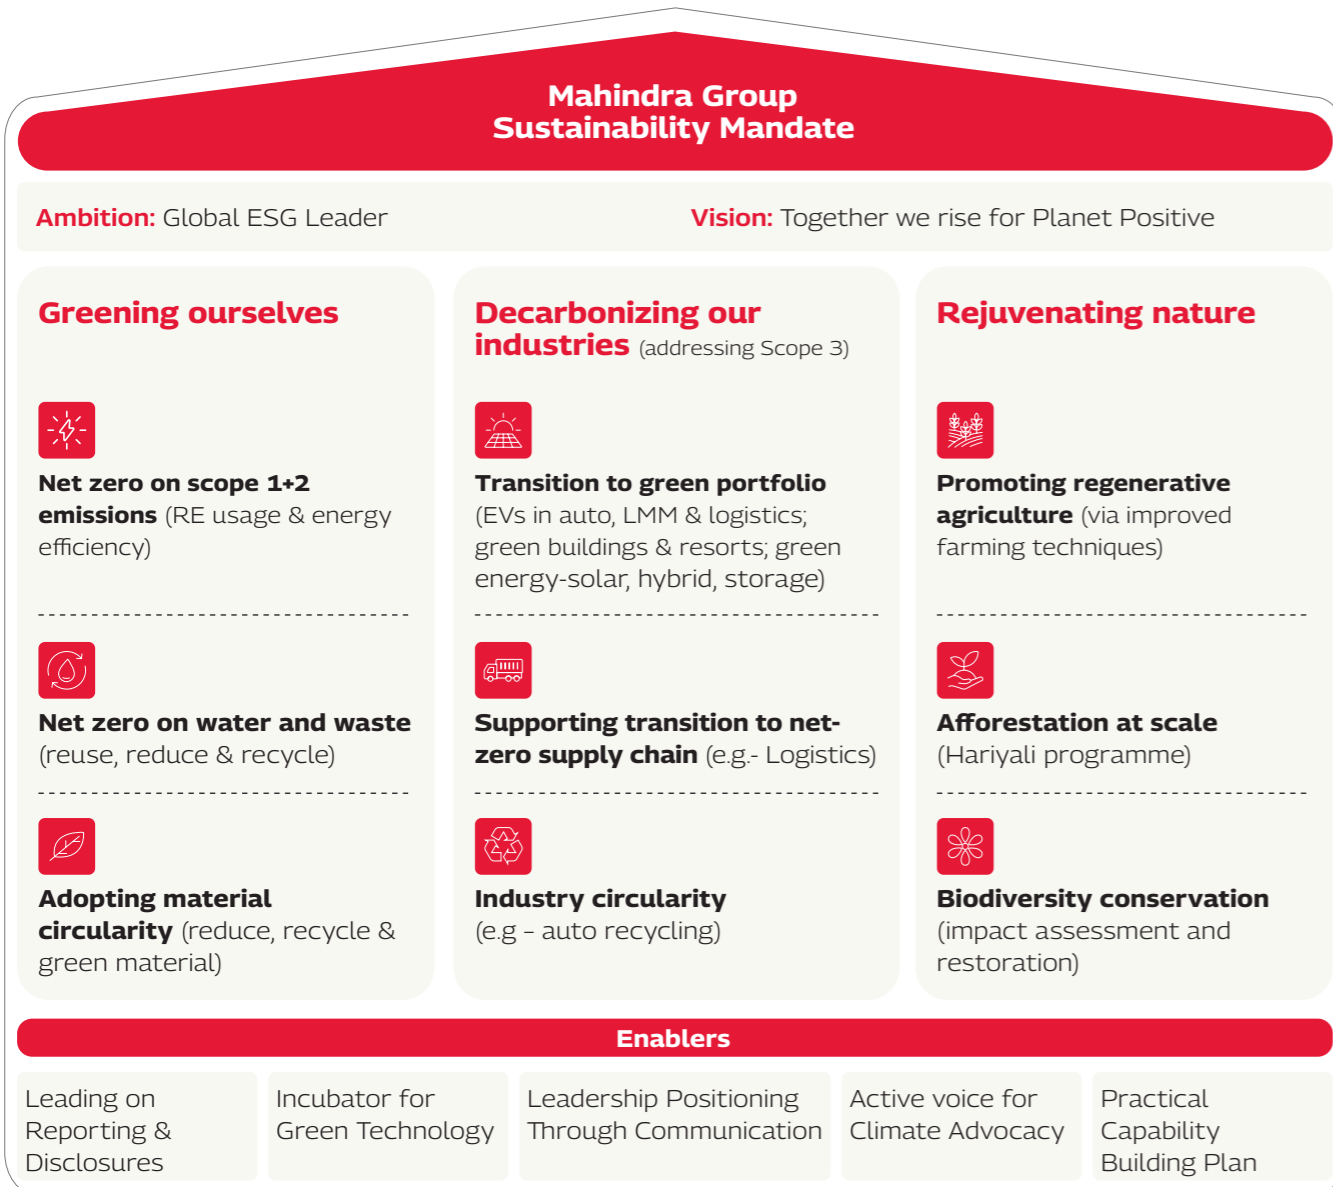 Mahindra Group
Sustainability Mandate
Ambition: Global ESG Leader
Vision: Together we rise for Planet Positive
Greening ourselves
Net zero on scope 1+2
emissions (RE usage & energy
efficiency)
Net zero on water and waste
(reuse, reduce & recycle)
Adopting material
circularity (reduce, recycle &
green material)
Decarbonizing our
industries (addressing Scope 3)
Transition to green portfolio
(EVs in auto, LMM & logistics;
green buildings & resorts; green
energy-solar, hybrid, storage)
Supporting transition to net-
zero supply chain (e.g.- Logistics)
Industry circularity
(e.g – auto recycling)
Rejuvenating nature
Promoting regenerative
agriculture (via improved
farming techniques)
Afforestation at scale
(Hariyali programme)
Biodiversity conservation
(impact assessment and
restoration)
Enablers
Leading on
Reporting &
Disclosures
Incubator for
Green Technology
Leadership Positioning
Through Communication
Active voice for
Climate Advocacy
Practical
Capability
Building Plan